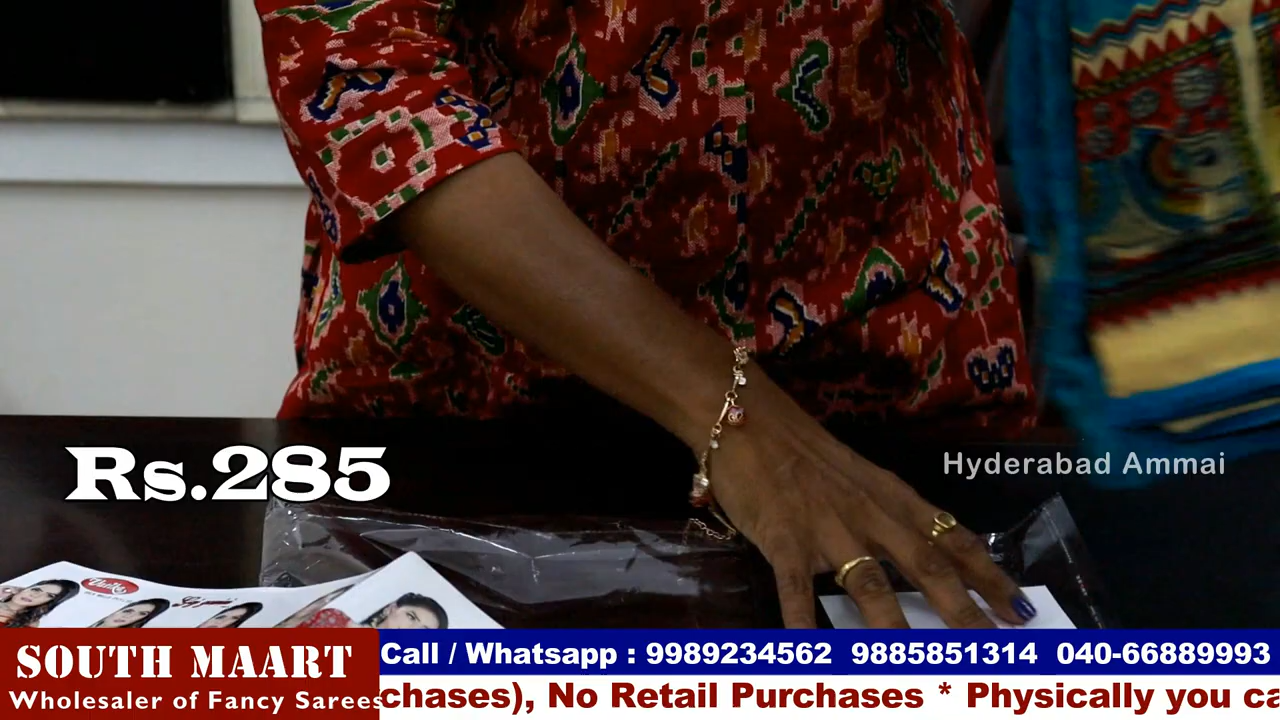 Rs.285
Hyderabad Ammai
SOUTH MAART
Wholesaler of Fancy Sarees
Call / Whatsapp : 9989234562 9885851314 040-66889993
chases), No Retail Purchases * Physically you ca